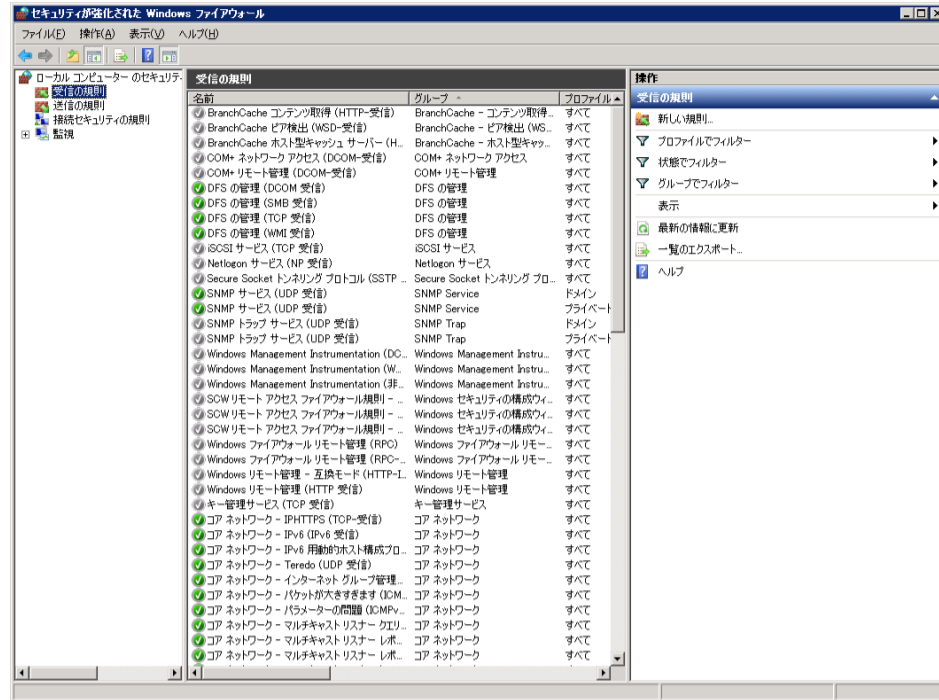 セキュリティが強化された Windows ファイアウォール
ファイル(F) 操作(A) 表示(V) ヘルプ(H)
ローカル コンピューター のセキュリテ
受信の規則
送信の規則
接続セキュリティの規則
監視
受信の規則
名前 グループ プロファイル
BranchCache コンテンツ取得 (HTTP-受信) BranchCache - コンテンツ取得... すべて
BranchCache ピア検出 (WSD-受信) BranchCache - ピア検出 (WS... すべて
BranchCache ホスト型キャッシュ サーバー (H... BranchCache - ホスト型キャッ... すべて
COM+ ネットワーク アクセス (DCOM-受信) COM+ ネットワーク アクセス すべて
COM+ リモート管理 (DCOM-受信) COM+ リモート管理 すべて
DFS の管理 (DCOM 受信) DFS の管理 すべて
DFS の管理 (SMB 受信) DFS の管理 すべて
DFS の管理 (TCP 受信) DFS の管理 すべて
DFS の管理 (WMI 受信) DFS の管理 すべて
iSCSI サービス (TCP 受信) iSCSI サービス すべて
Netlogon サービス (NP 受信) Netlogon サービス すべて
Secure Socket トンネリング プロトコル (SSTP ... Secure Socket トンネリング プロ... すべて
SNMP サービス (UDP 受信) SNMP Service ドメイン
SNMP サービス (UDP 受信) SNMP Service プライベート
SNMP トラップ サービス (UDP 受信) SNMP Trap ドメイン
SNMP トラップ サービス (UDP 受信) SNMP Trap プライベート
Windows Management Instrumentation (DC... Windows Management Instru... すべて
Windows Management Instrumentation (W... Windows Management Instru... すべて
Windows Management Instrumentation (非... Windows Management Instru... すべて
SCW リモート アクセス ファイアウォール規則 - ... Windows セキュリティの構成ウィ... すべて
SCW リモート アクセス ファイアウォール規則 - ... Windows セキュリティの構成ウィ... すべて
SCW リモート アクセス ファイアウォール規則 - ... Windows セキュリティの構成ウィ... すべて
Windows ファイアウォール リモート管理 (RPC) Windows ファイアウォール リモー... すべて
Windows ファイアウォール リモート管理 (RPC-... Windows ファイアウォール リモー... すべて
Windows リモート管理 - 互換モード (HTTP-I... Windows リモート管理 すべて
Windows リモート管理 (HTTP 受信) Windows リモート管理 すべて
キー管理サービス (TCP 受信) キー管理サービス すべて
コア ネットワーク - IPHTTPS (TCP-受信) コア ネットワーク すべて
コア ネットワーク - IPv6 (IPv6 受信) コア ネットワーク すべて
コア ネットワーク - IPv6 用動的ホスト構成プロ... コア ネットワーク すべて
コア ネットワーク - Teredo (UDP 受信) コア ネットワーク すべて
コア ネットワーク - インターネット グループ管理... コア ネットワーク すべて
コア ネットワーク - パケットが大きすぎます (ICM... コア ネットワーク すべて
コア ネットワーク - パラメーターの問題 (ICMPv... コア ネットワーク すべて
コア ネットワーク - マルチキャスト リスナー クエリ... コア ネットワーク すべて
コア ネットワーク - マルチキャスト リスナー レポ... コア ネットワーク すべて
コア ネットワーク - マルチキャスト リスナー レポ... コア ネットワーク すべて
操作
受信の規則
新しい規則...
プロファイルでフィルター
状態でフィルター
グループでフィルター
表示
最新の情報に更新
一覧のエクスポート...
ヘルプ